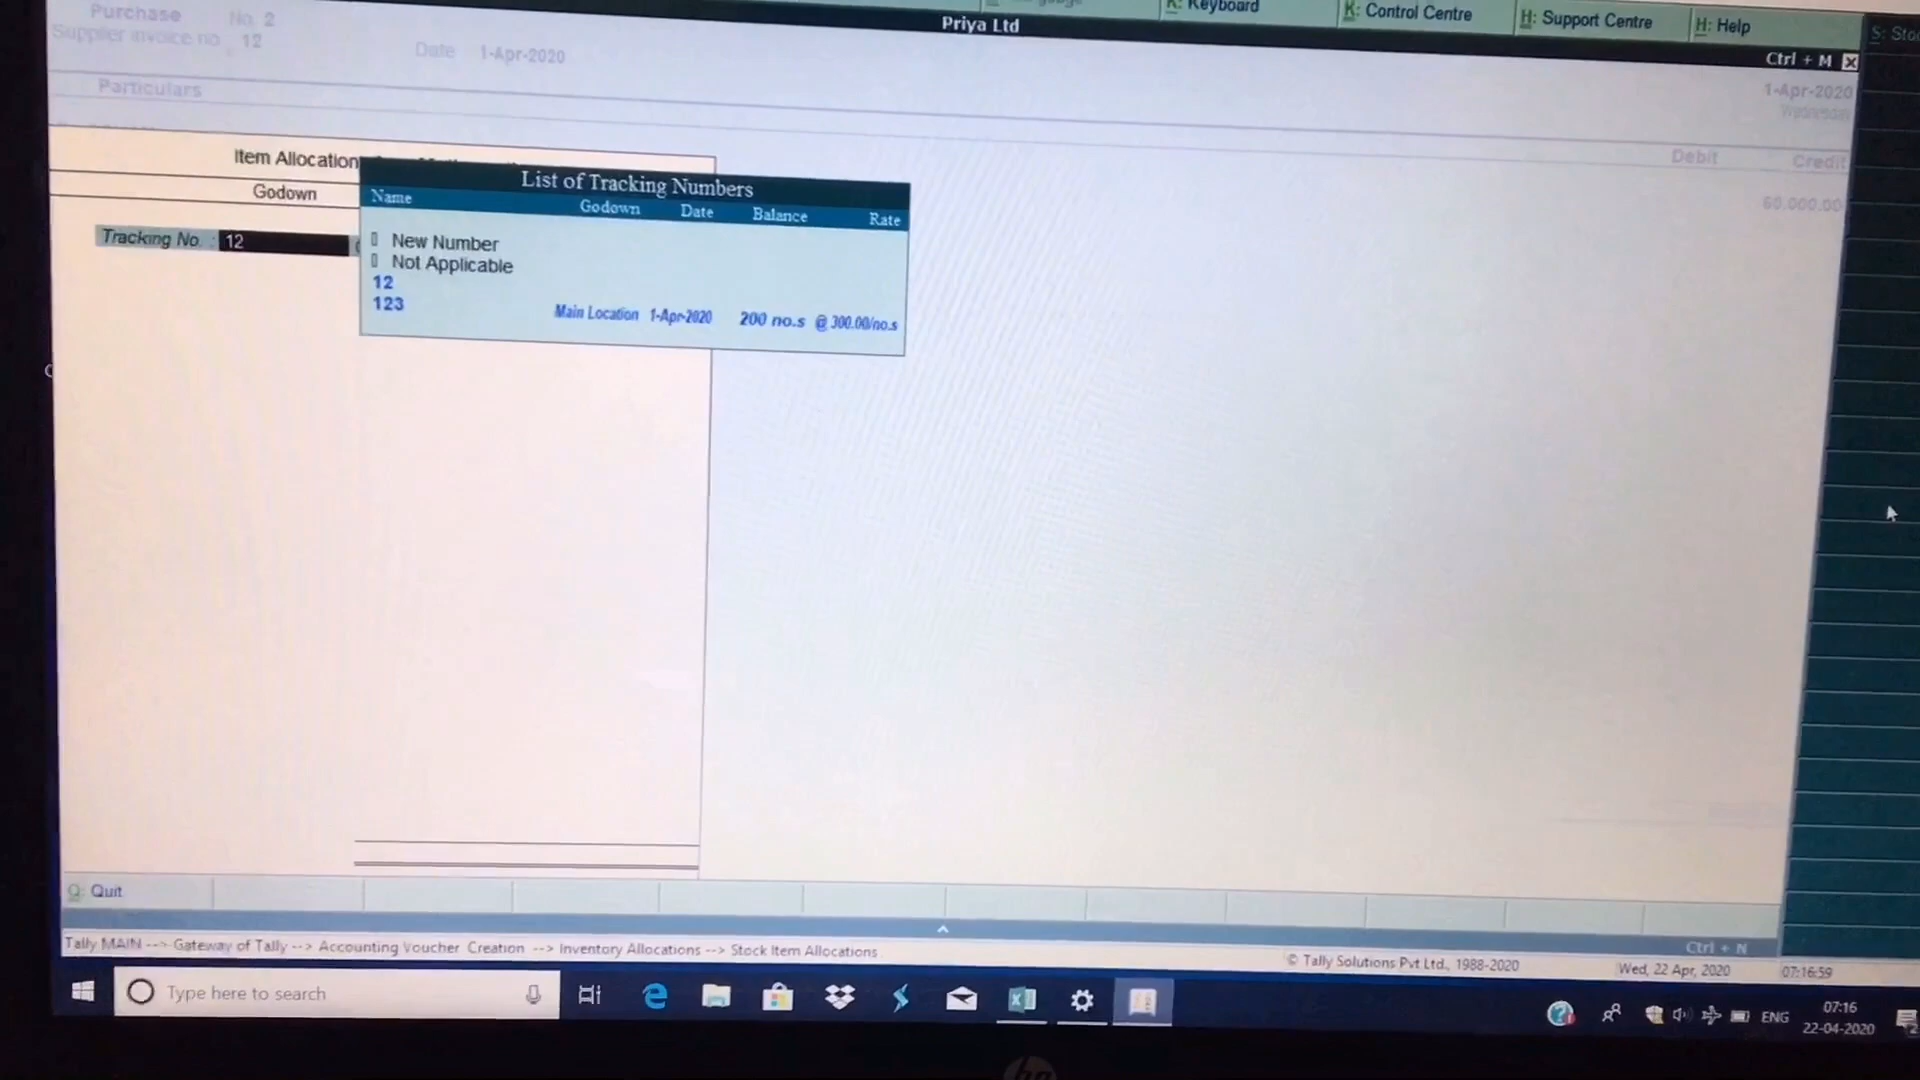 K: Keyboard
K: Control Centre
H: Support Centre
H: Help
Priya Ltd
Ctrl + M
S: Stoc
Purchase No. 2
Supplier invoice no. 12
Date 1-Apr-2020
1-Apr-2020
Wednesday
Particulars
Debit Credit
60,000.00
Item Allocation
Godown
Tracking No. : 12
List of Tracking Numbers
Name Godown Date Balance Rate
New Number
Not Applicable
12
123 Main Location 1-Apr-2020 200 no.s @ 300.00/no.s
Q: Quit
Tally MAIN --> Gateway of Tally --> Accounting Voucher Creation --> Inventory Allocations --> Stock Item Allocations
Ctrl + N
© Tally Solutions Pvt Ltd., 1988-2020
Wed, 22 Apr, 2020
07:16:59
Type here to search
ENG
07:16
22-04-2020
hp